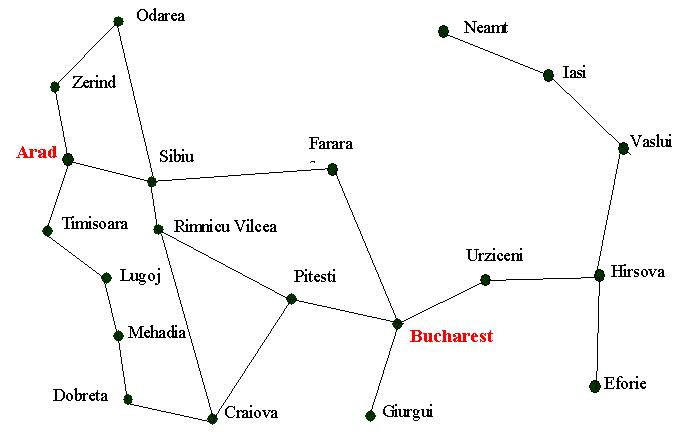 Odarea
Neamt
Zerind
Iasi
Arad
Sibiu
Farara
Vaslui
Timisoara
Rimnicu Vilcea
Urziceni
Lugoj
Pitesti
Hirsova
Mehadia
Bucharest
Dobreta
Craiova
Giurgui
Eforie